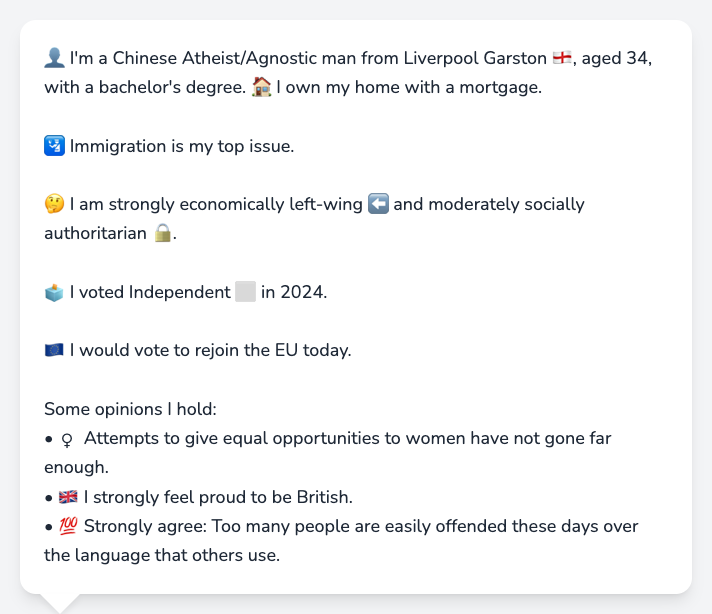 👤 I'm a Chinese Atheist/Agnostic man from Liverpool Garston 🏴󠁧󠁢󠁥󠁮󠁧󠁿, aged 34,
with a bachelor's degree. 🏠 I own my home with a mortgage.
🛂 Immigration is my top issue.
🤔 I am strongly economically left-wing ⬅️ and moderately socially
authoritarian 🔒.
🗳️ I voted Independent ⬜ in 2024.
🇪🇺 I would vote to rejoin the EU today.
Some opinions I hold:
• ♀ Attempts to give equal opportunities to women have not gone far
enough.
• 🇬🇧 I strongly feel proud to be British.
• 💯 Strongly agree: Too many people are easily offended these days over
the language that others use.